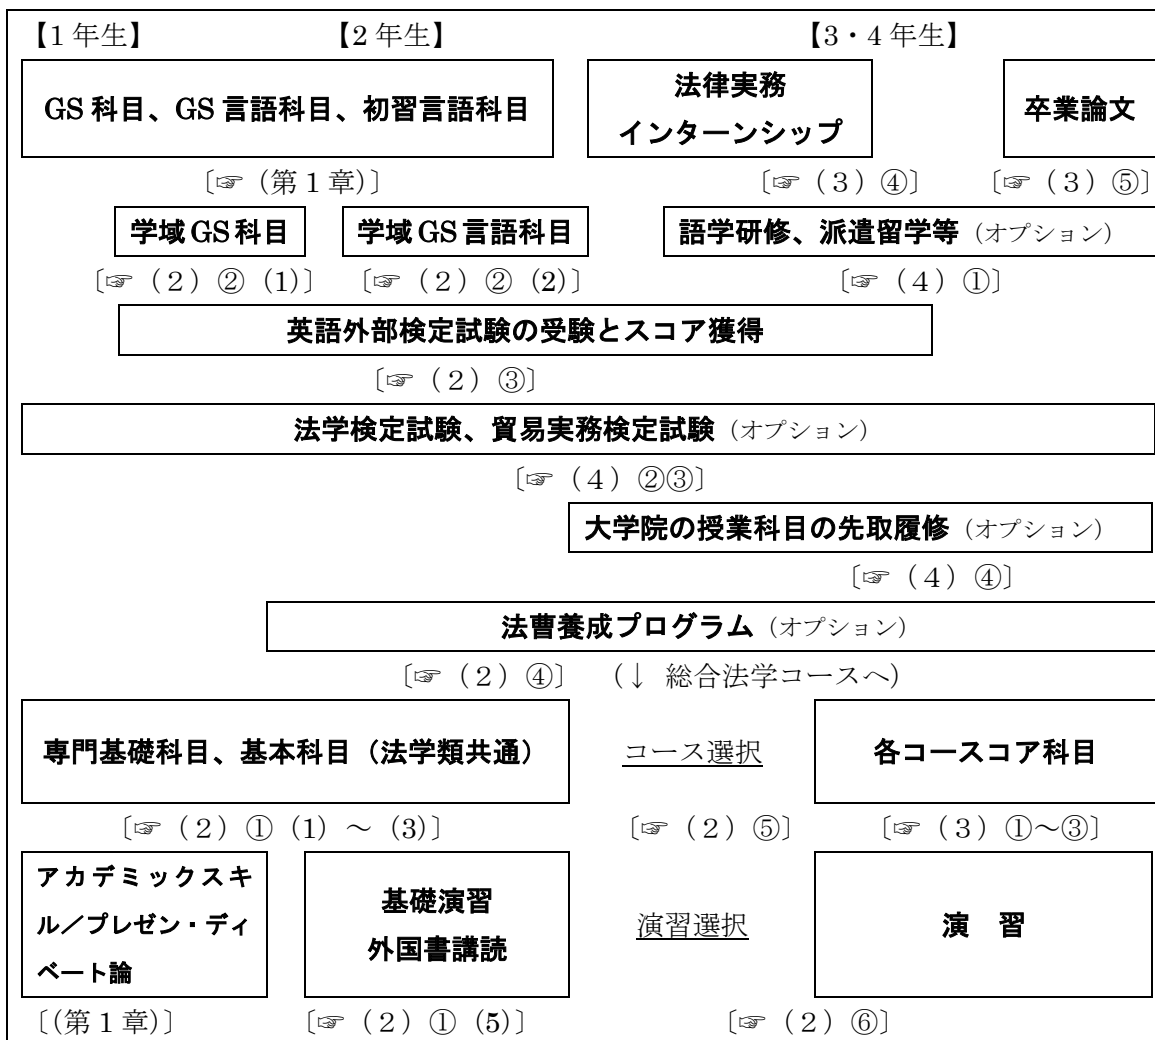 【1 年生】 【2 年生】 【3・4 年生】
GS 科目、GS 言語科目、初習言語科目
法律実務
インターンシップ
卒業論文
〔☞（第 1 章）〕 〔☞（３）④〕 〔☞（３）⑤〕
学域 GS 科目 学域 GS 言語科目 語学研修、派遣留学等（オプション）
〔☞（２）②（1）〕 〔☞（２）②（2）〕 〔☞（４）①〕
英語外部検定試験の受験とスコア獲得
〔☞（２）③〕
法学検定試験、貿易実務検定試験（オプション）
〔☞（４）②③〕
大学院の授業科目の先取履修（オプション）
〔☞（４）④〕
法曹養成プログラム（オプション）
〔☞（２）④〕 （↓ 総合法学コースへ）
専門基礎科目、基本科目（法学類共通） コース選択 各コースコア科目
〔☞（２）①（1）～（3）〕 〔☞（２）⑤〕 〔☞（３）①～③〕
アカデミックスキ
ル／プレゼン・ディ
ベート論
基礎演習
外国書講読
演習選択
演 習
〔（第 1 章）〕 〔☞（２）①（5）〕 〔☞（２）⑥〕